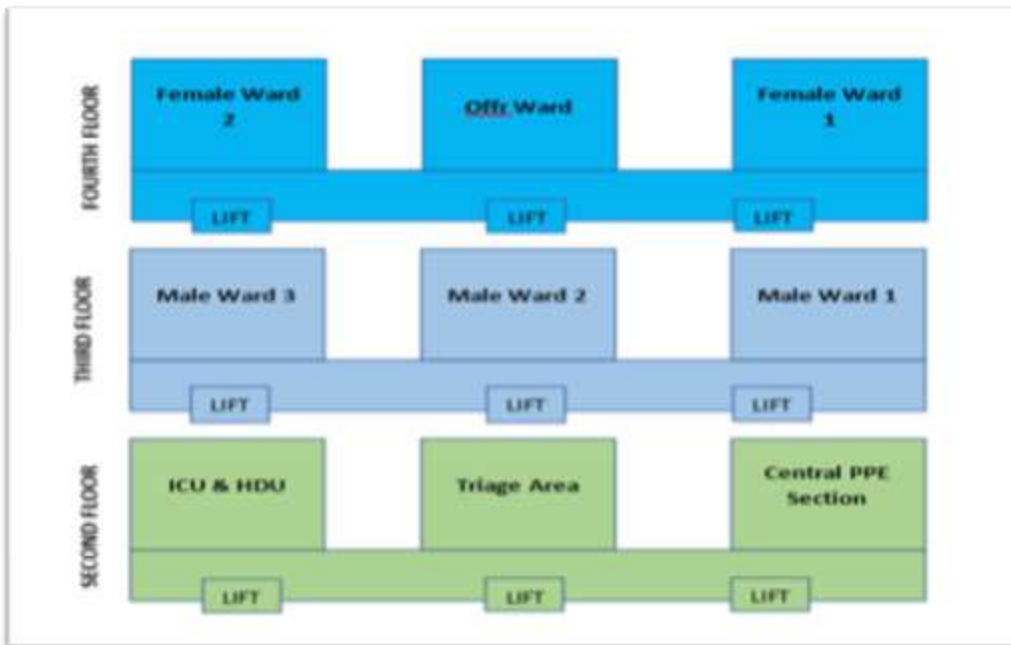 FOURTH FLOOR
Female Ward
2
Offr Ward
Female Ward
1
LIFT
LIFT
LIFT
THIRD FLOOR
Male Ward 3
Male Ward 2
Male Ward 1
LIFT
LIFT
LIFT
SECOND FLOOR
ICU & HDU
Triage Area
Central PPE
Section
LIFT
LIFT
LIFT